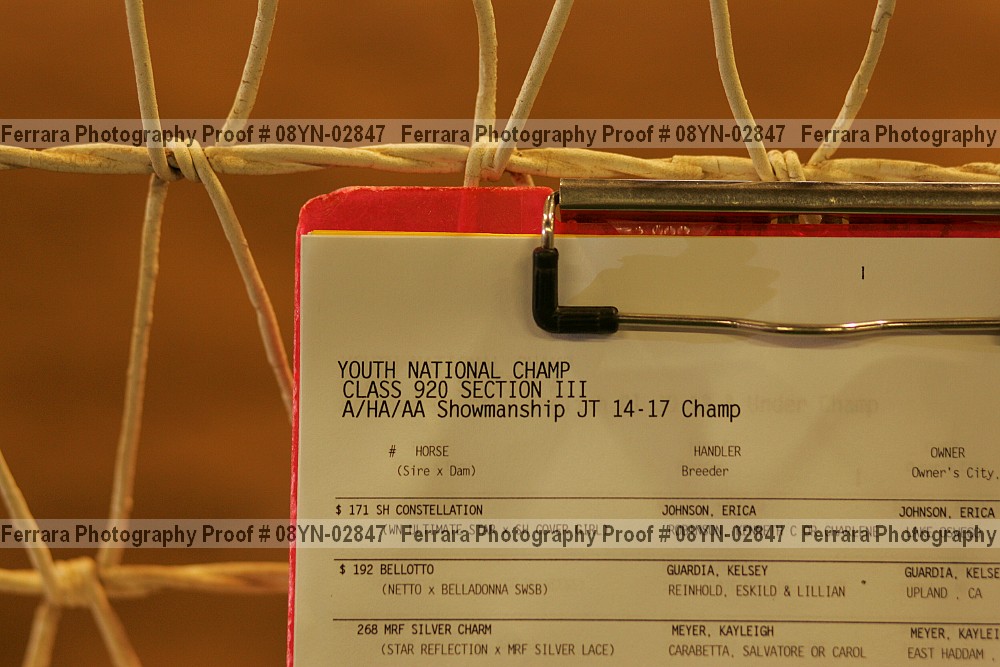 Ferrara Photography Proof # 08YN-02847 Ferrara Photography Proof # 08YN-02847 Ferrara Photography
YOUTH NATIONAL CHAMP
CLASS 920 SECTION III
A/HA/AA Showmanship JT 14-17 Champ
# HORSE HANDLER OWNER
(Sire x Dam) Breeder Owner's City,
$ 171 SH CONSTELLATION JOHNSON, ERICA JOHNSON, ERICA
Ferrara Photography Proof # 08YN-02847 Ferrara Photography Proof # 08YN-02847 Ferrara Photography
$ 192 BELLOTTO GUARDIA, KELSEY GUARDIA, KELSE
(NETTO x BELLADONNA SWSB) REINHOLD, ESKILD & LILLIAN UPLAND , CA
268 MRF SILVER CHARM MEYER, KAYLEIGH MEYER, KAYLEI
(STAR REFLECTION x MRF SILVER LACE) CARABETTA, SALVATORE OR CAROL EAST HADDAM ,